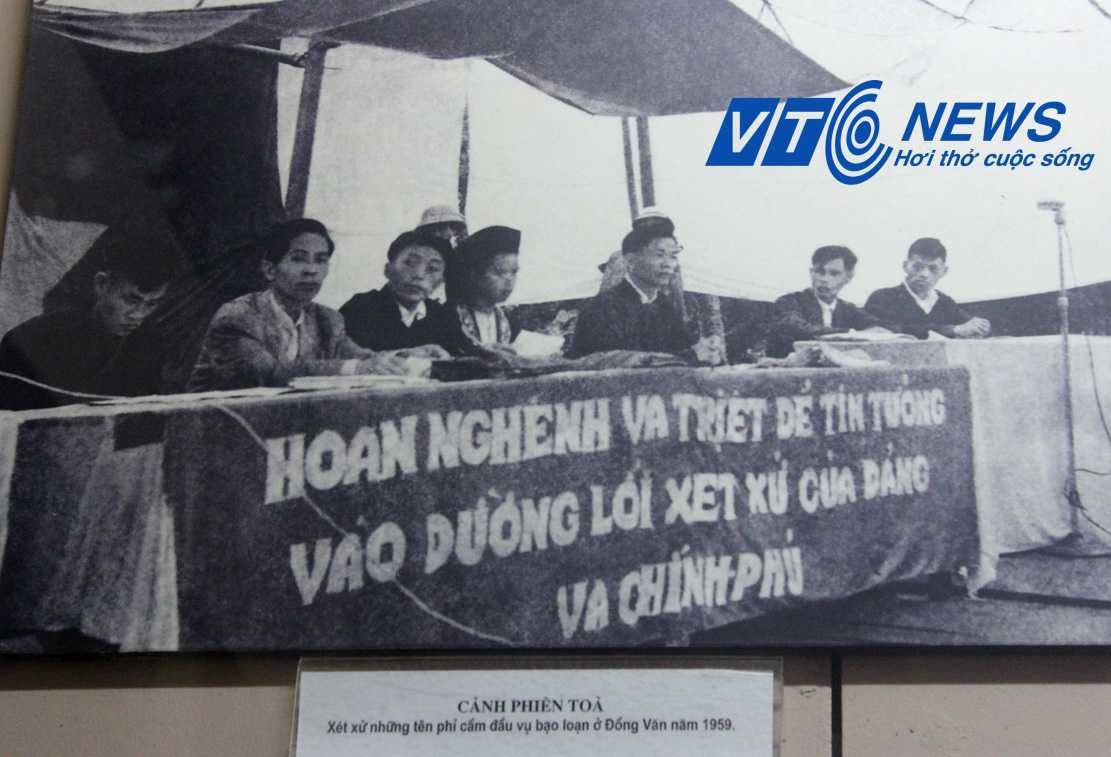 VTC NEWS
Hơi thở cuộc sống
HOAN NGHÊNH VÀ TRIỆT ĐỂ TIN TƯỞNG
VÀO ĐƯỜNG LỐI XÉT XỬ CỦA ĐẢNG
VÀ CHÍNH-PHỦ
CẢNH PHIÊN TOÀ
Xét xử những tên phỉ cầm đầu vụ bạo loạn ở Đồng Văn năm 1959.